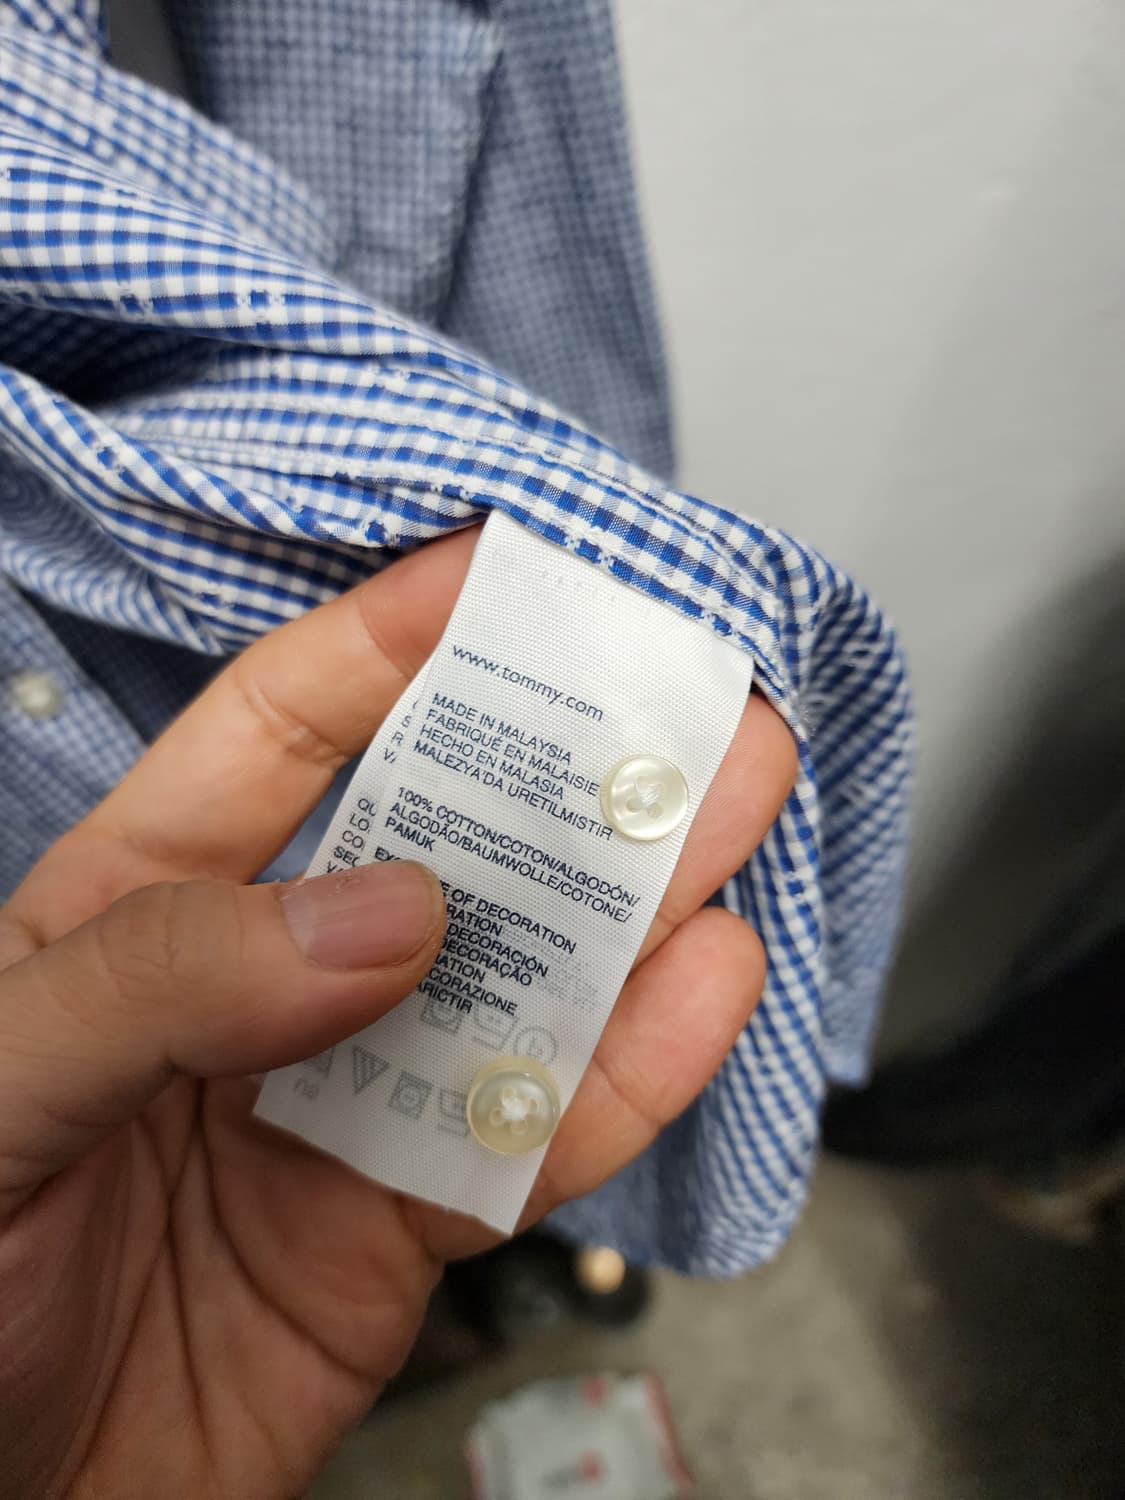 www.tommy.com
MADE IN MALAYSIA
FABRIQUÉ EN MALAISIE
HECHO EN MALASIA
MALEZYA'DA URETILMISTIR
100% COTTON/COTON/ALGODÓN/
ALGODÃO/BAUMWOLLE/COTONE/
PAMUK
OF DECORATION
DECORACIÓN
DECORAÇÃO